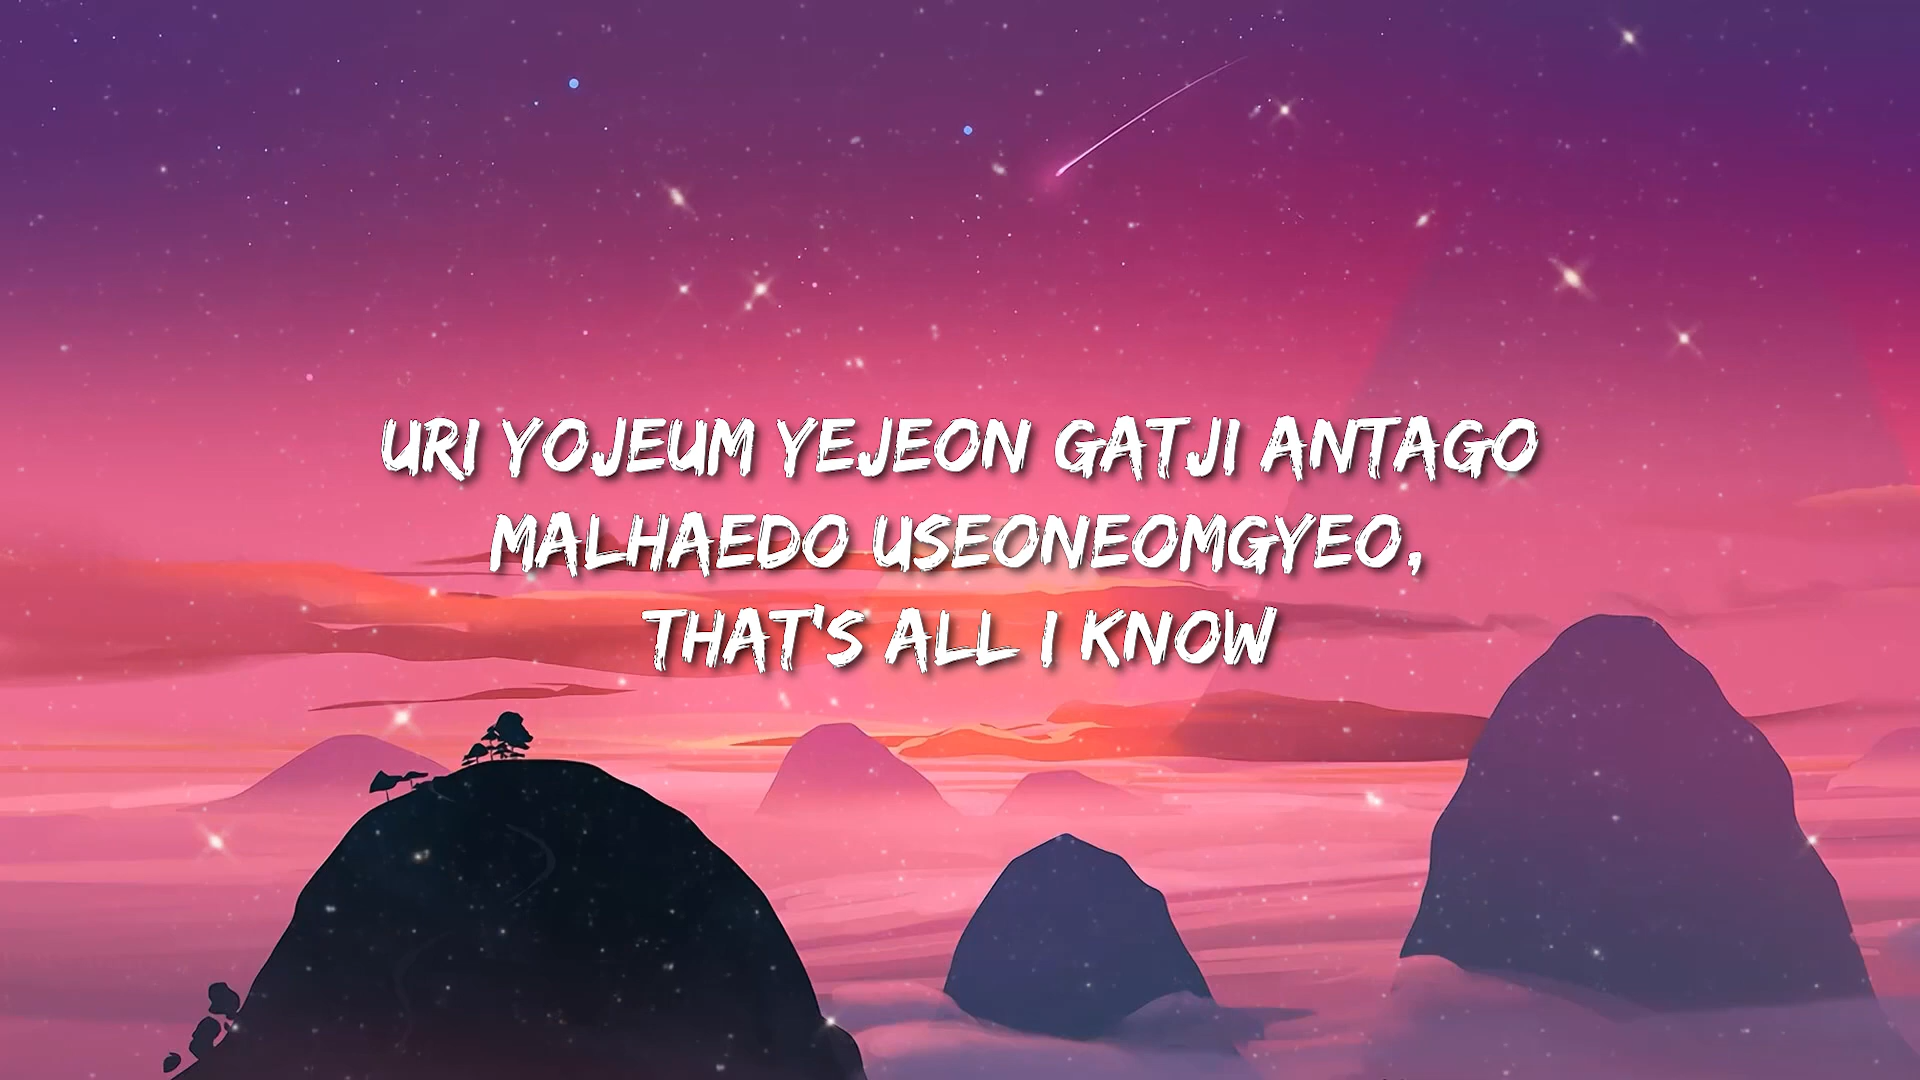 URI YOJEUM YEJEON GATJI ANTAGO
MALHAEDO USEONEOMGYEO,
THAT'S ALL I KNOW